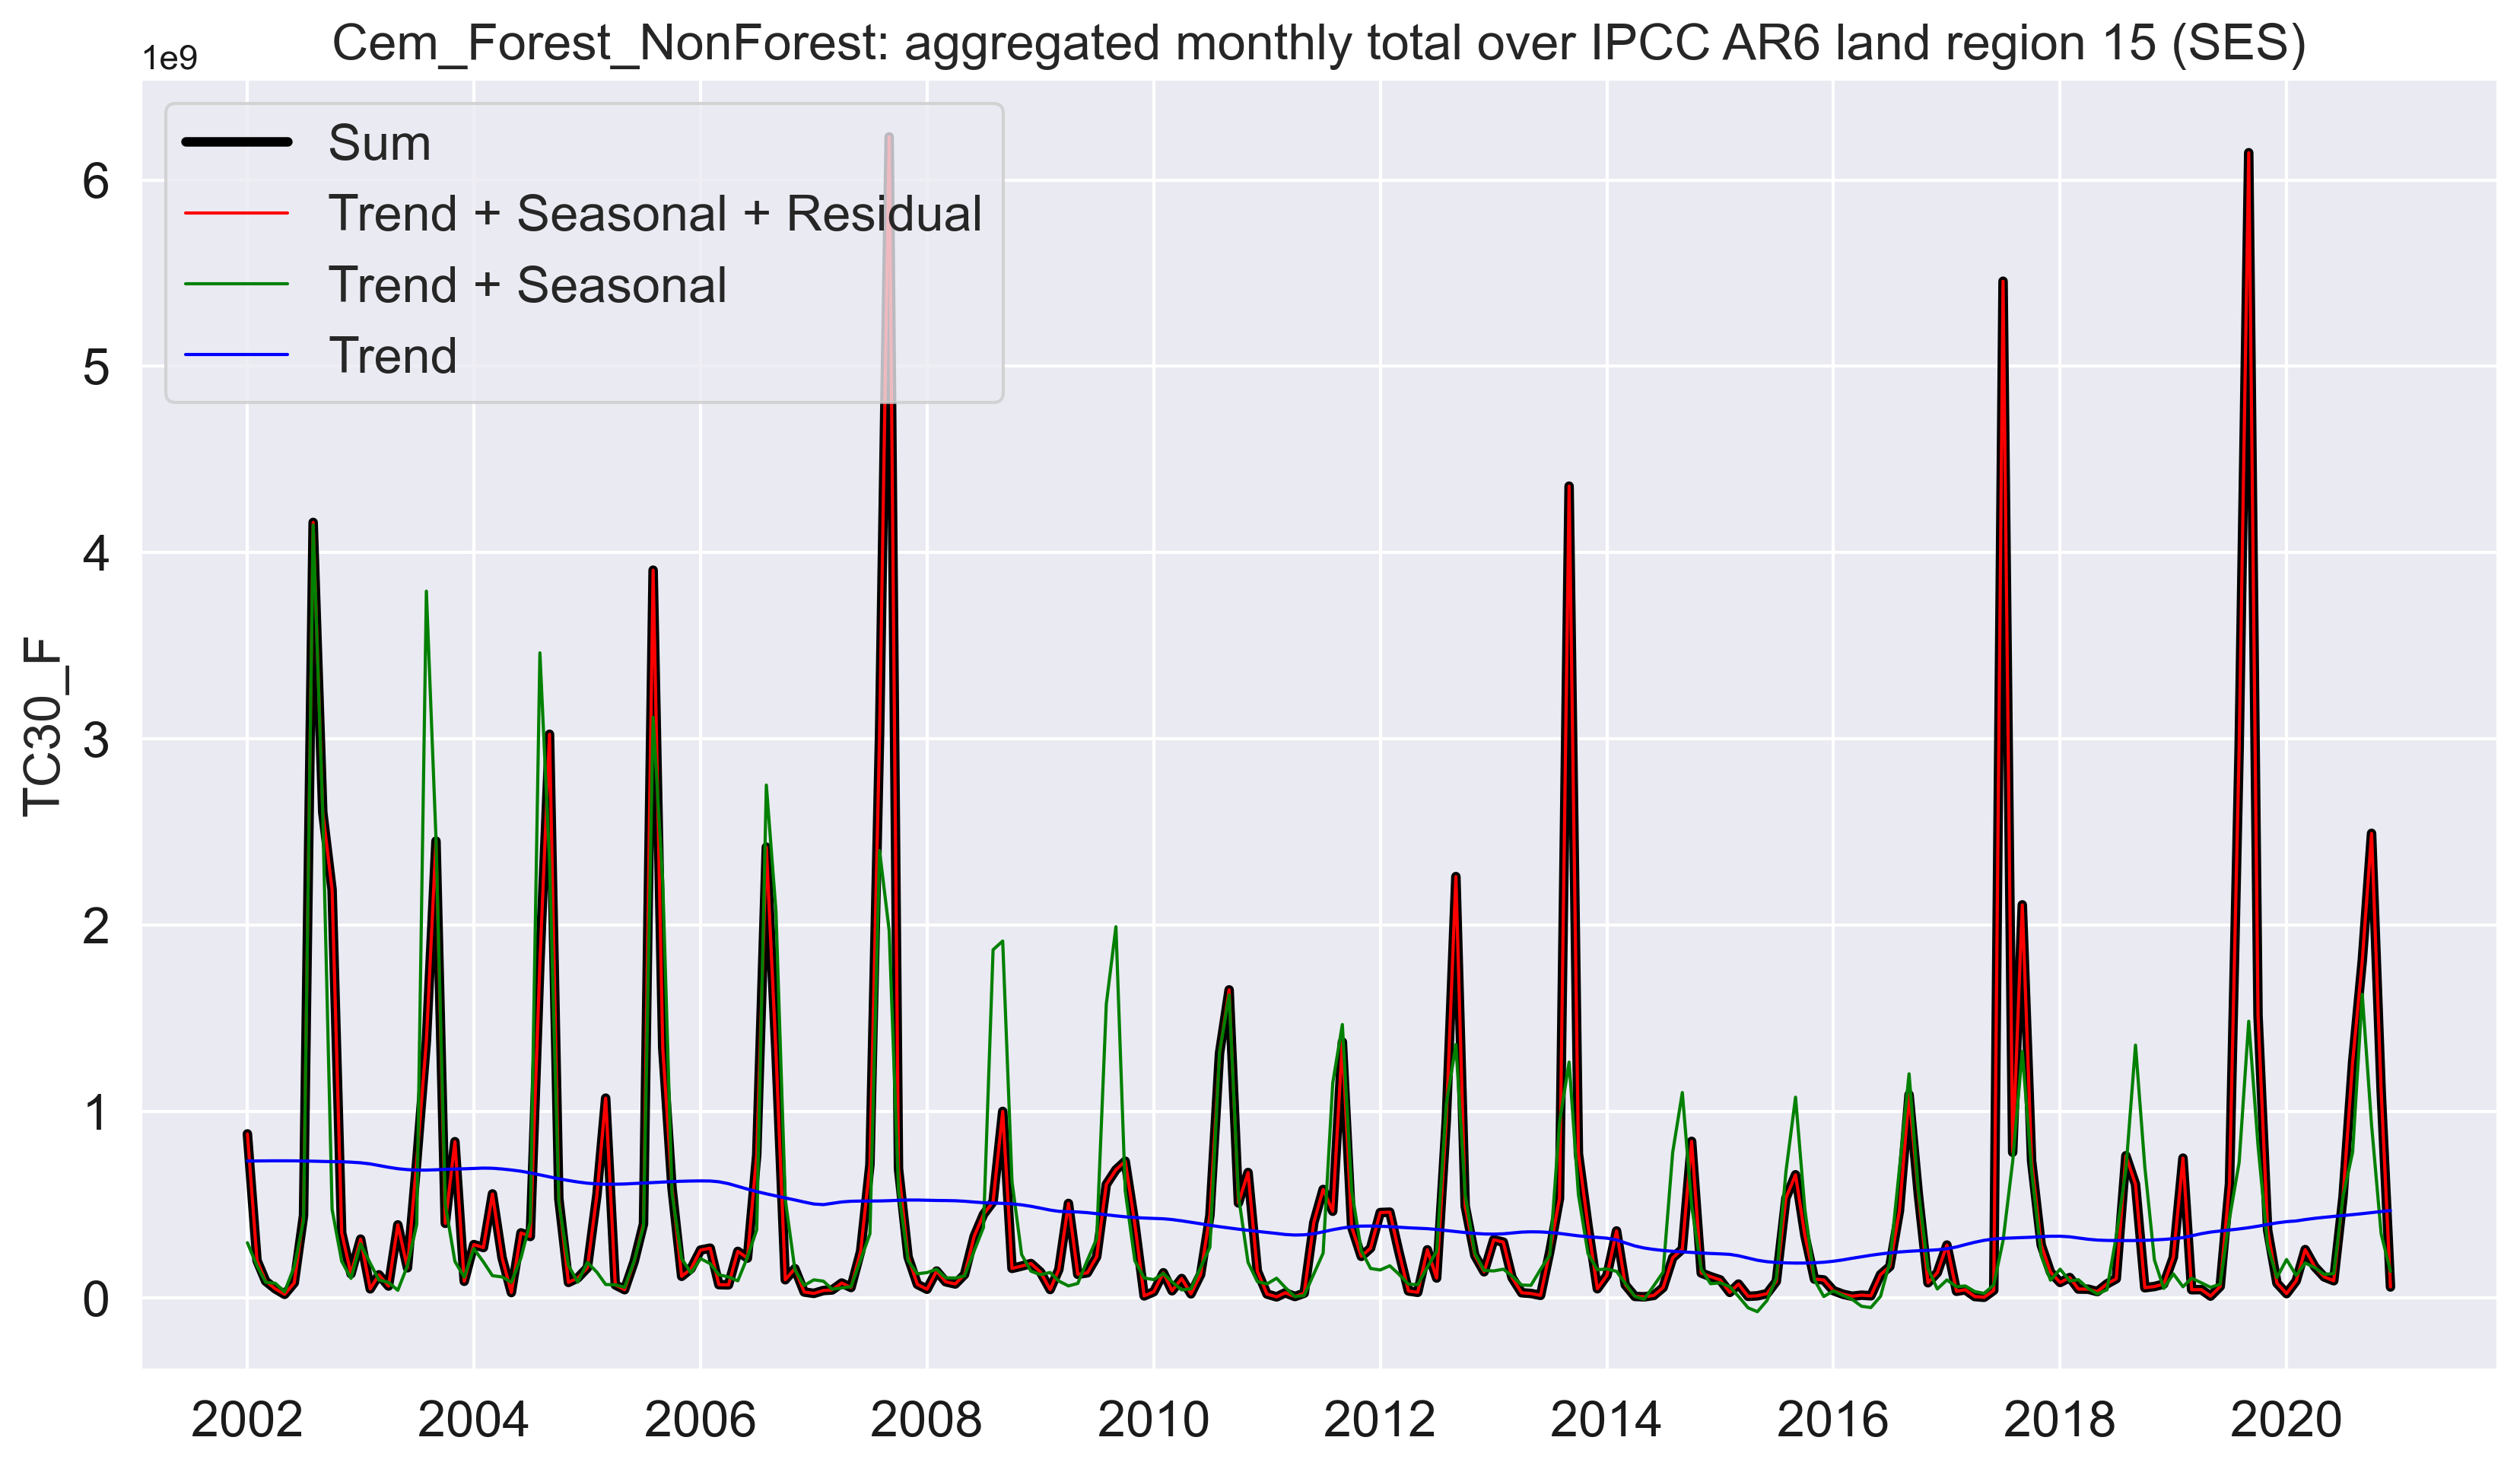 Cem_Forest_NonForest: aggregated monthly total over IPCC AR6 land region 15 (SES)
1e9
Sum
Trend + Seasonal + Residual
Trend + Seasonal
Trend
6
5
4
3
2
1
0
TC30_F
2002 2004 2006 2008 2010 2012 2014 2016 2018 2020